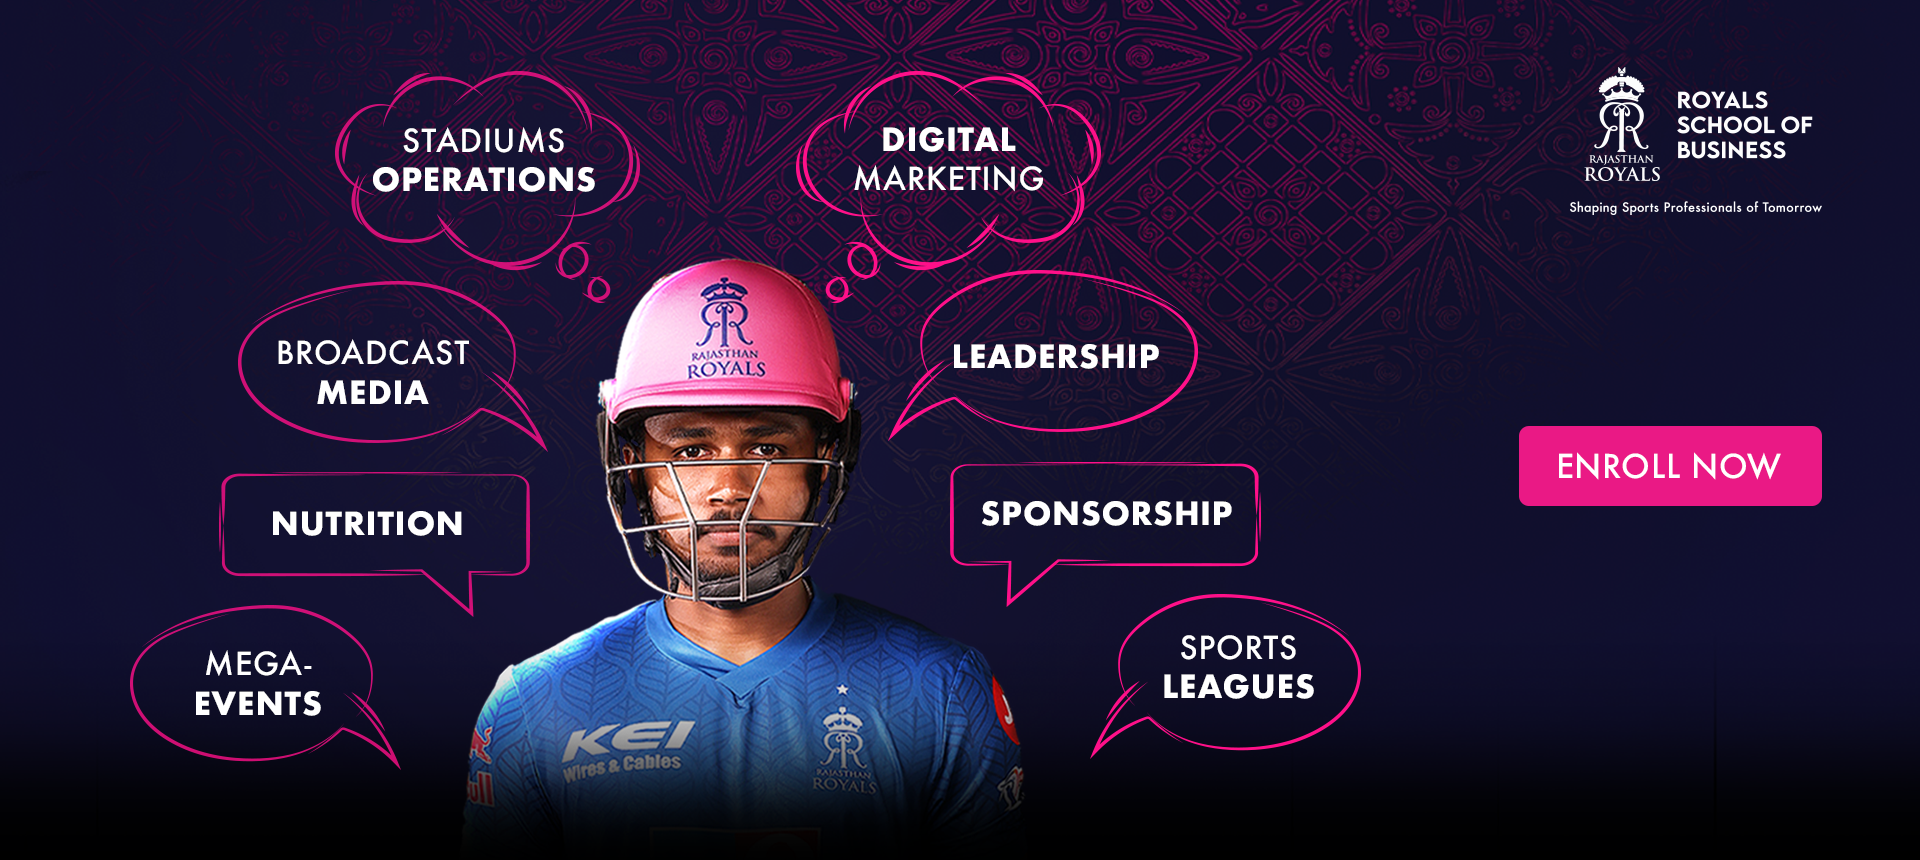 STADIUMS
OPERATIONS
DIGITAL
MARKETING
RAJASTHAN
ROYALS
ROYALS
SCHOOL OF
BUSINESS
Shaping Sports Professionals of Tomorrow
BROADCAST
MEDIA
RAJASTHAN
ROYALS
LEADERSHIP
ENROLL NOW
NUTRITION
SPONSORSHIP
MEGA-
EVENTS
SPORTS
LEAGUES
KEI
Wires & Cables
RAJASTHAN
ROYALS